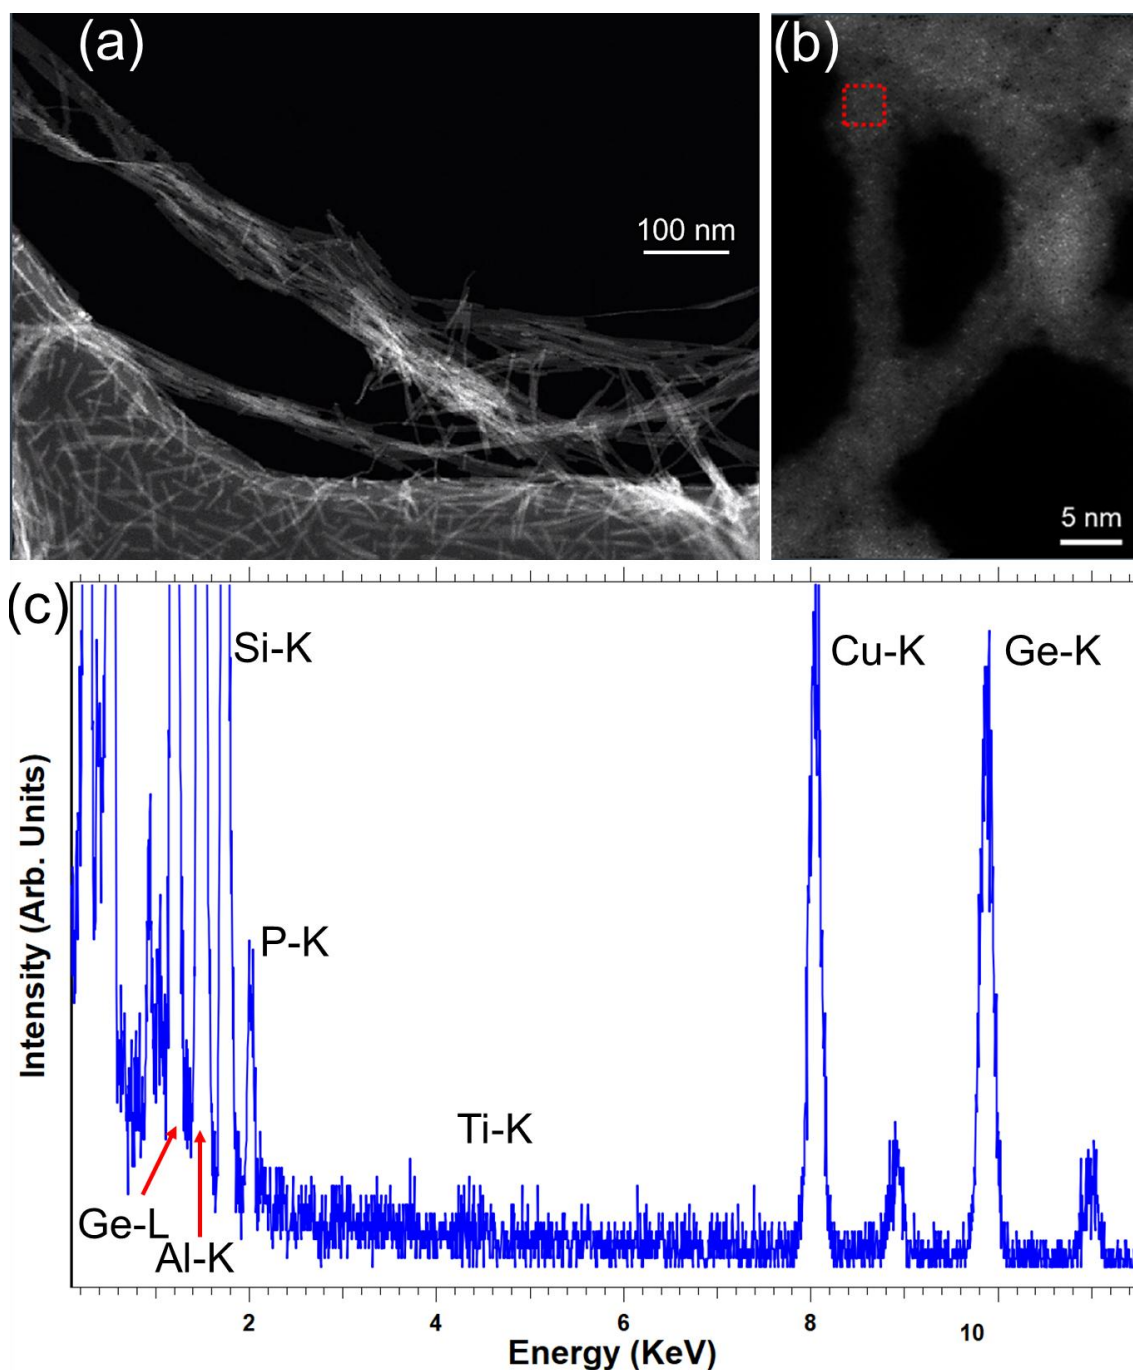 (a)
100 nm
(b)
5 nm
(c)
Si-K
Cu-K
Ge-K
P-K
Ti-K
Ge-L
Al-K
Intensity (Arb. Units)
2
4
6
8
10
Energy (KeV)